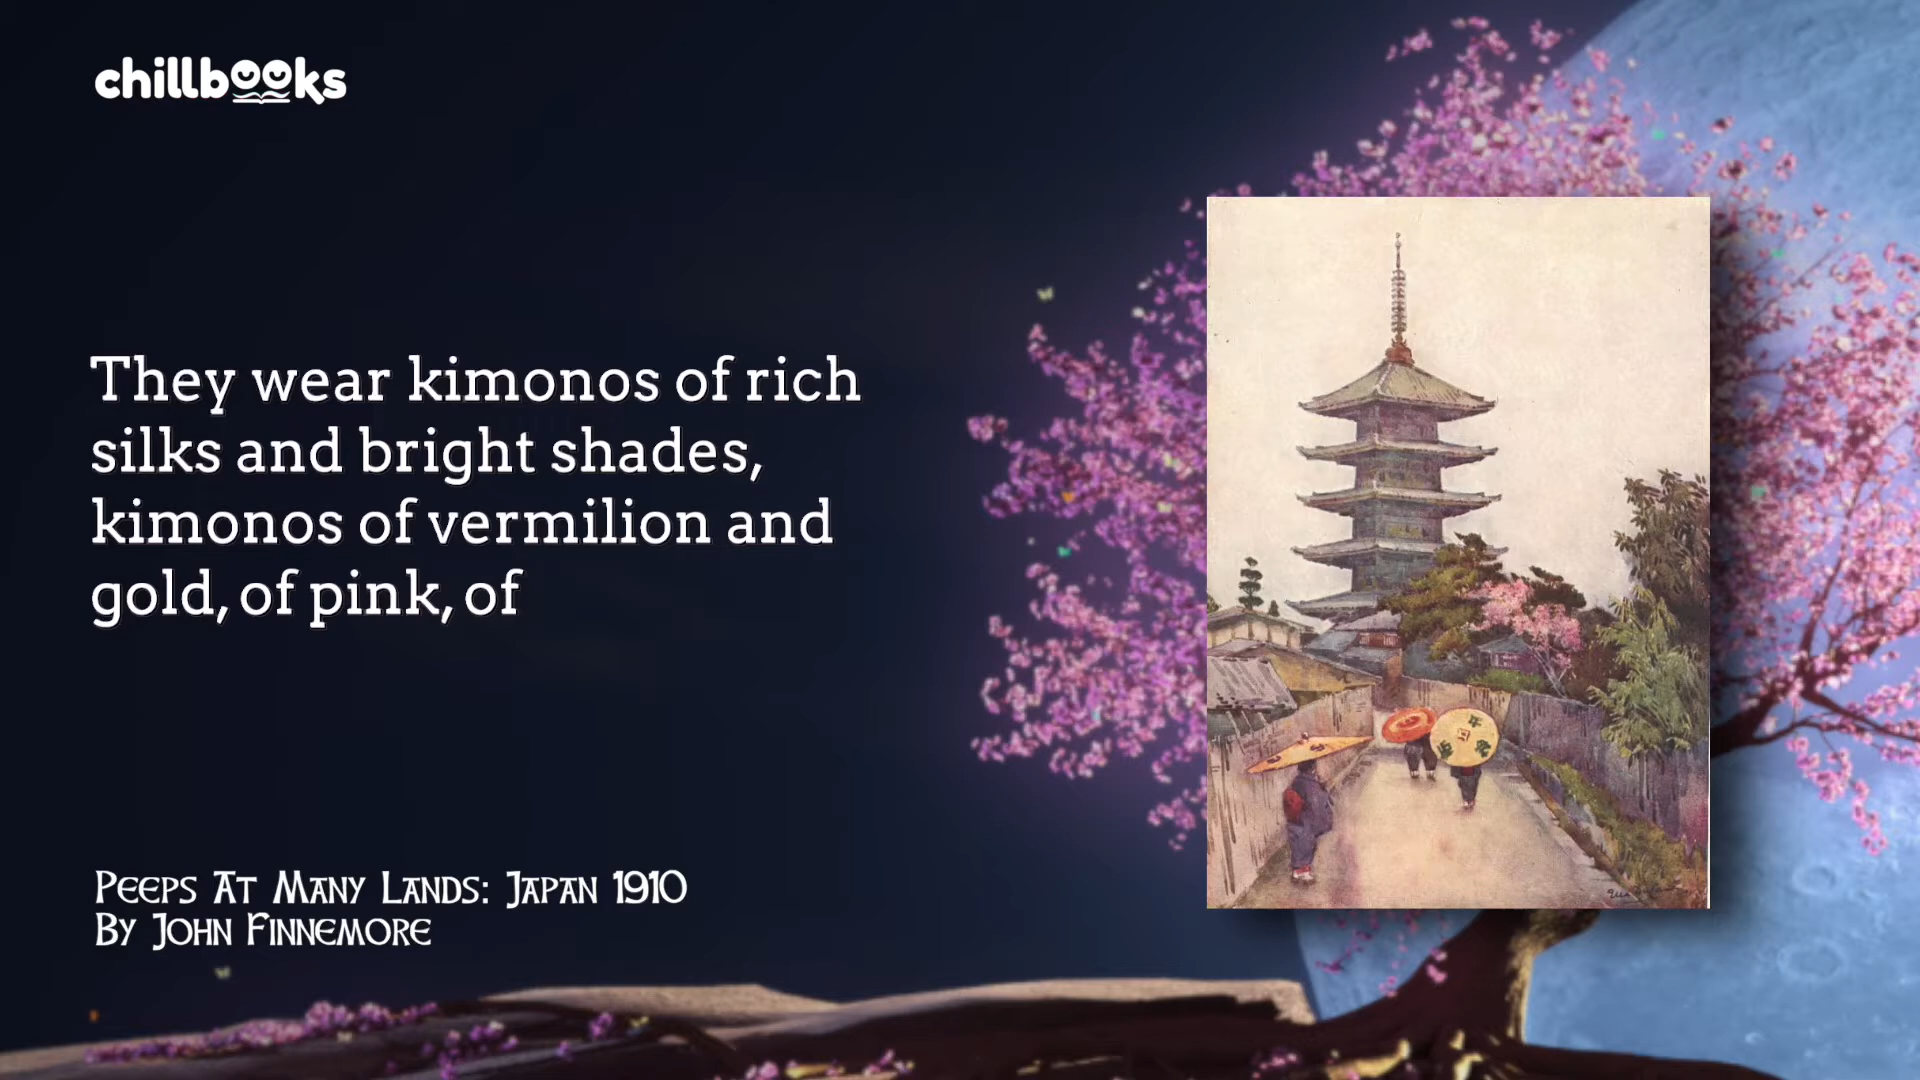 chillbooks
They wear kimonos of rich
silks and bright shades,
kimonos of vermilion and
gold, of pink, of
Peeps At Many Lands: Japan 1910
By John Finnemore